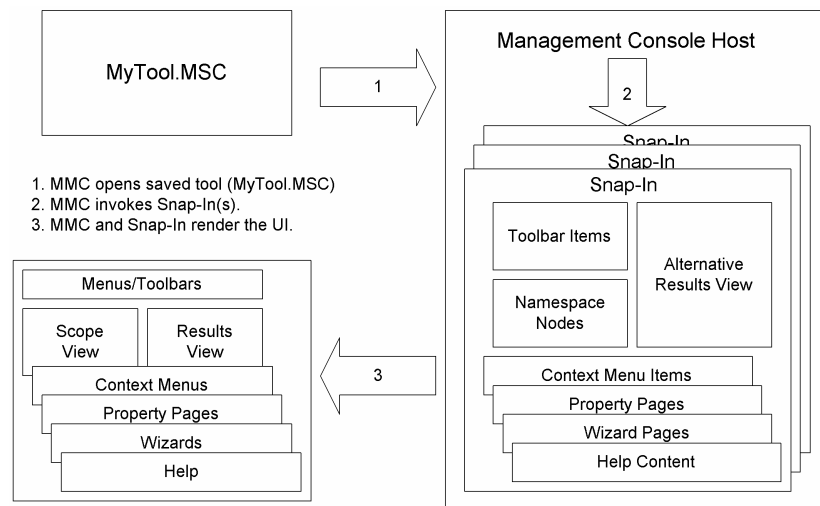 MyTool.MSC
1
Management Console Host
2
Snap-In
Snap-In
Snap-In
1. MMC opens saved tool (MyTool.MSC)
2. MMC invokes Snap-In(s).
3. MMC and Snap-In render the UI.
Toolbar Items
Alternative
Results View
Namespace
Nodes
Context Menu Items
Property Pages
Wizard Pages
Help Content
3
Menus/Toolbars
Scope
View
Results
View
Context Menus
Property Pages
Wizards
Help